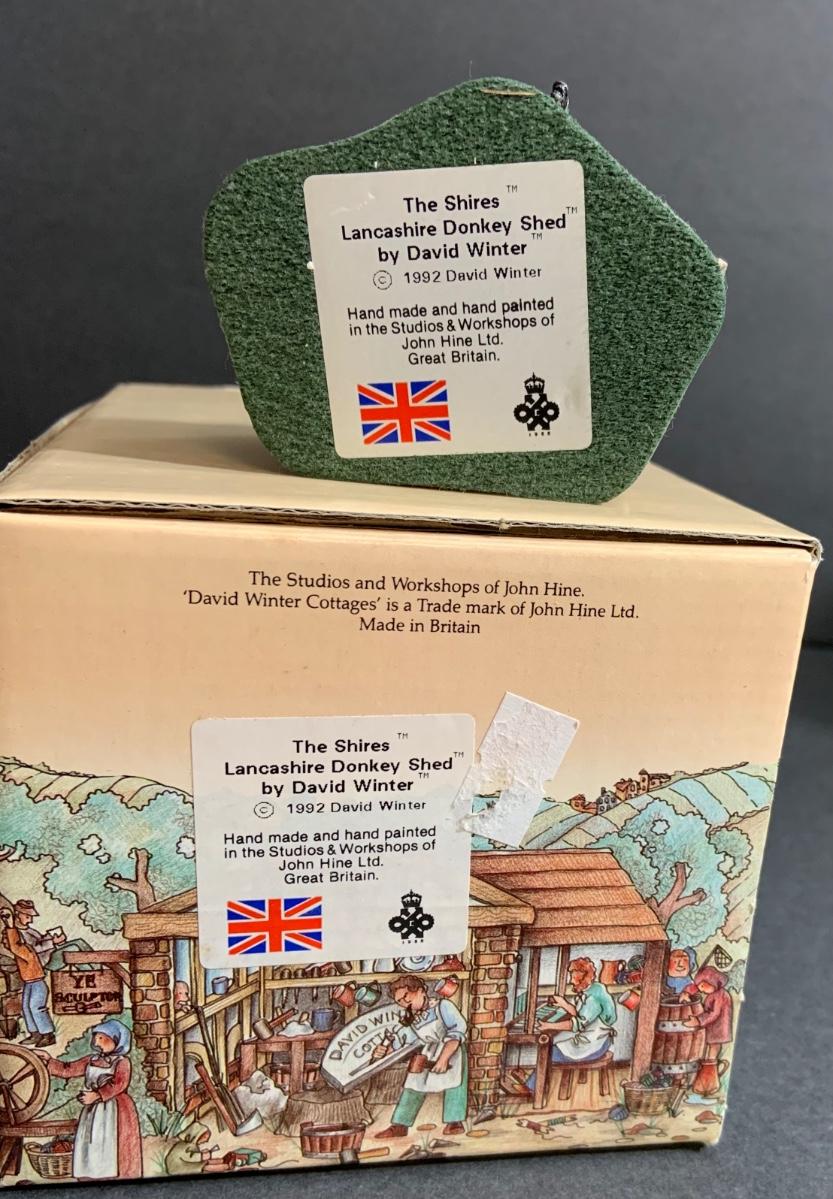 The Shires™
Lancashire Donkey Shed™
by David Winter™
© 1992 David Winter
Hand made and hand painted
in the Studios & Workshops of
John Hine Ltd.
Great Britain.
The Studios and Workshops of John Hine.
'David Winter Cottages' is a Trade mark of John Hine Ltd.
Made in Britain
The Shires™
Lancashire Donkey Shed™
by David Winter™
© 1992 David Winter
Hand made and hand painted
in the Studios & Workshops of
John Hine Ltd.
Great Britain.
YE
SCULPTOR
DAVID WIN